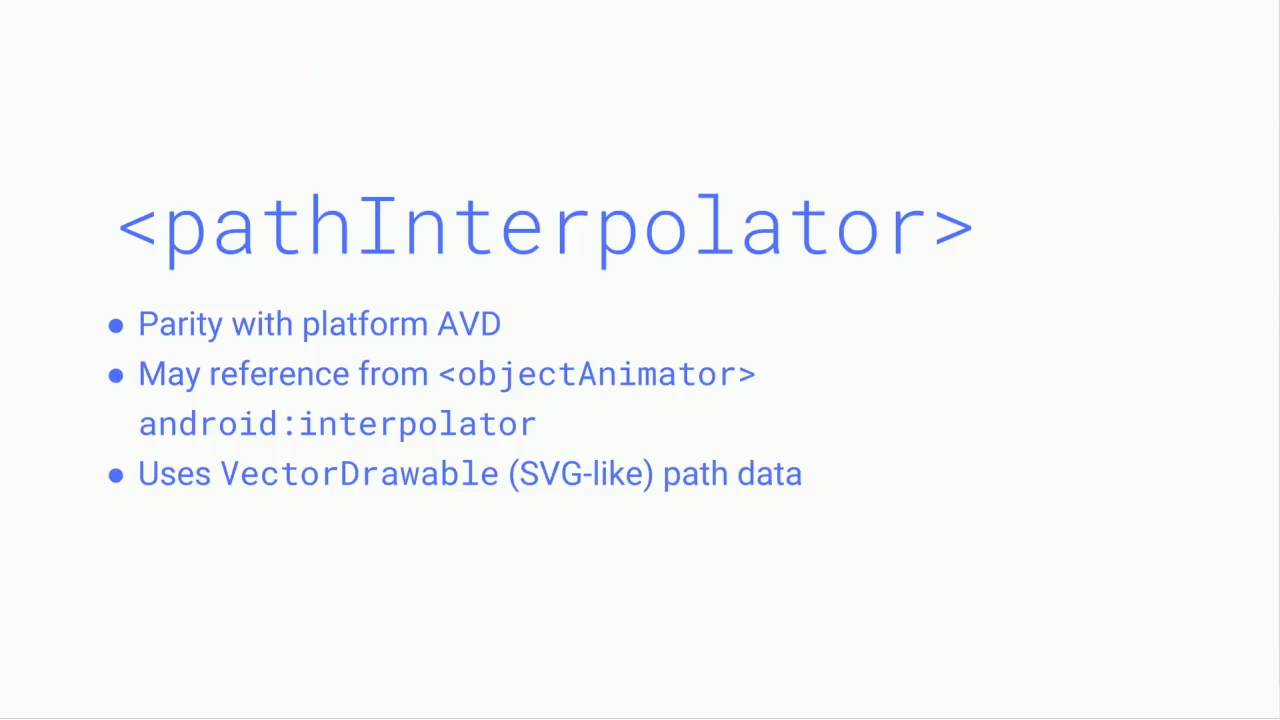 <pathInterpolator>
● Parity with platform AVD
● May reference from <objectAnimator>
android:interpolator
● Uses VectorDrawable (SVG-like) path data